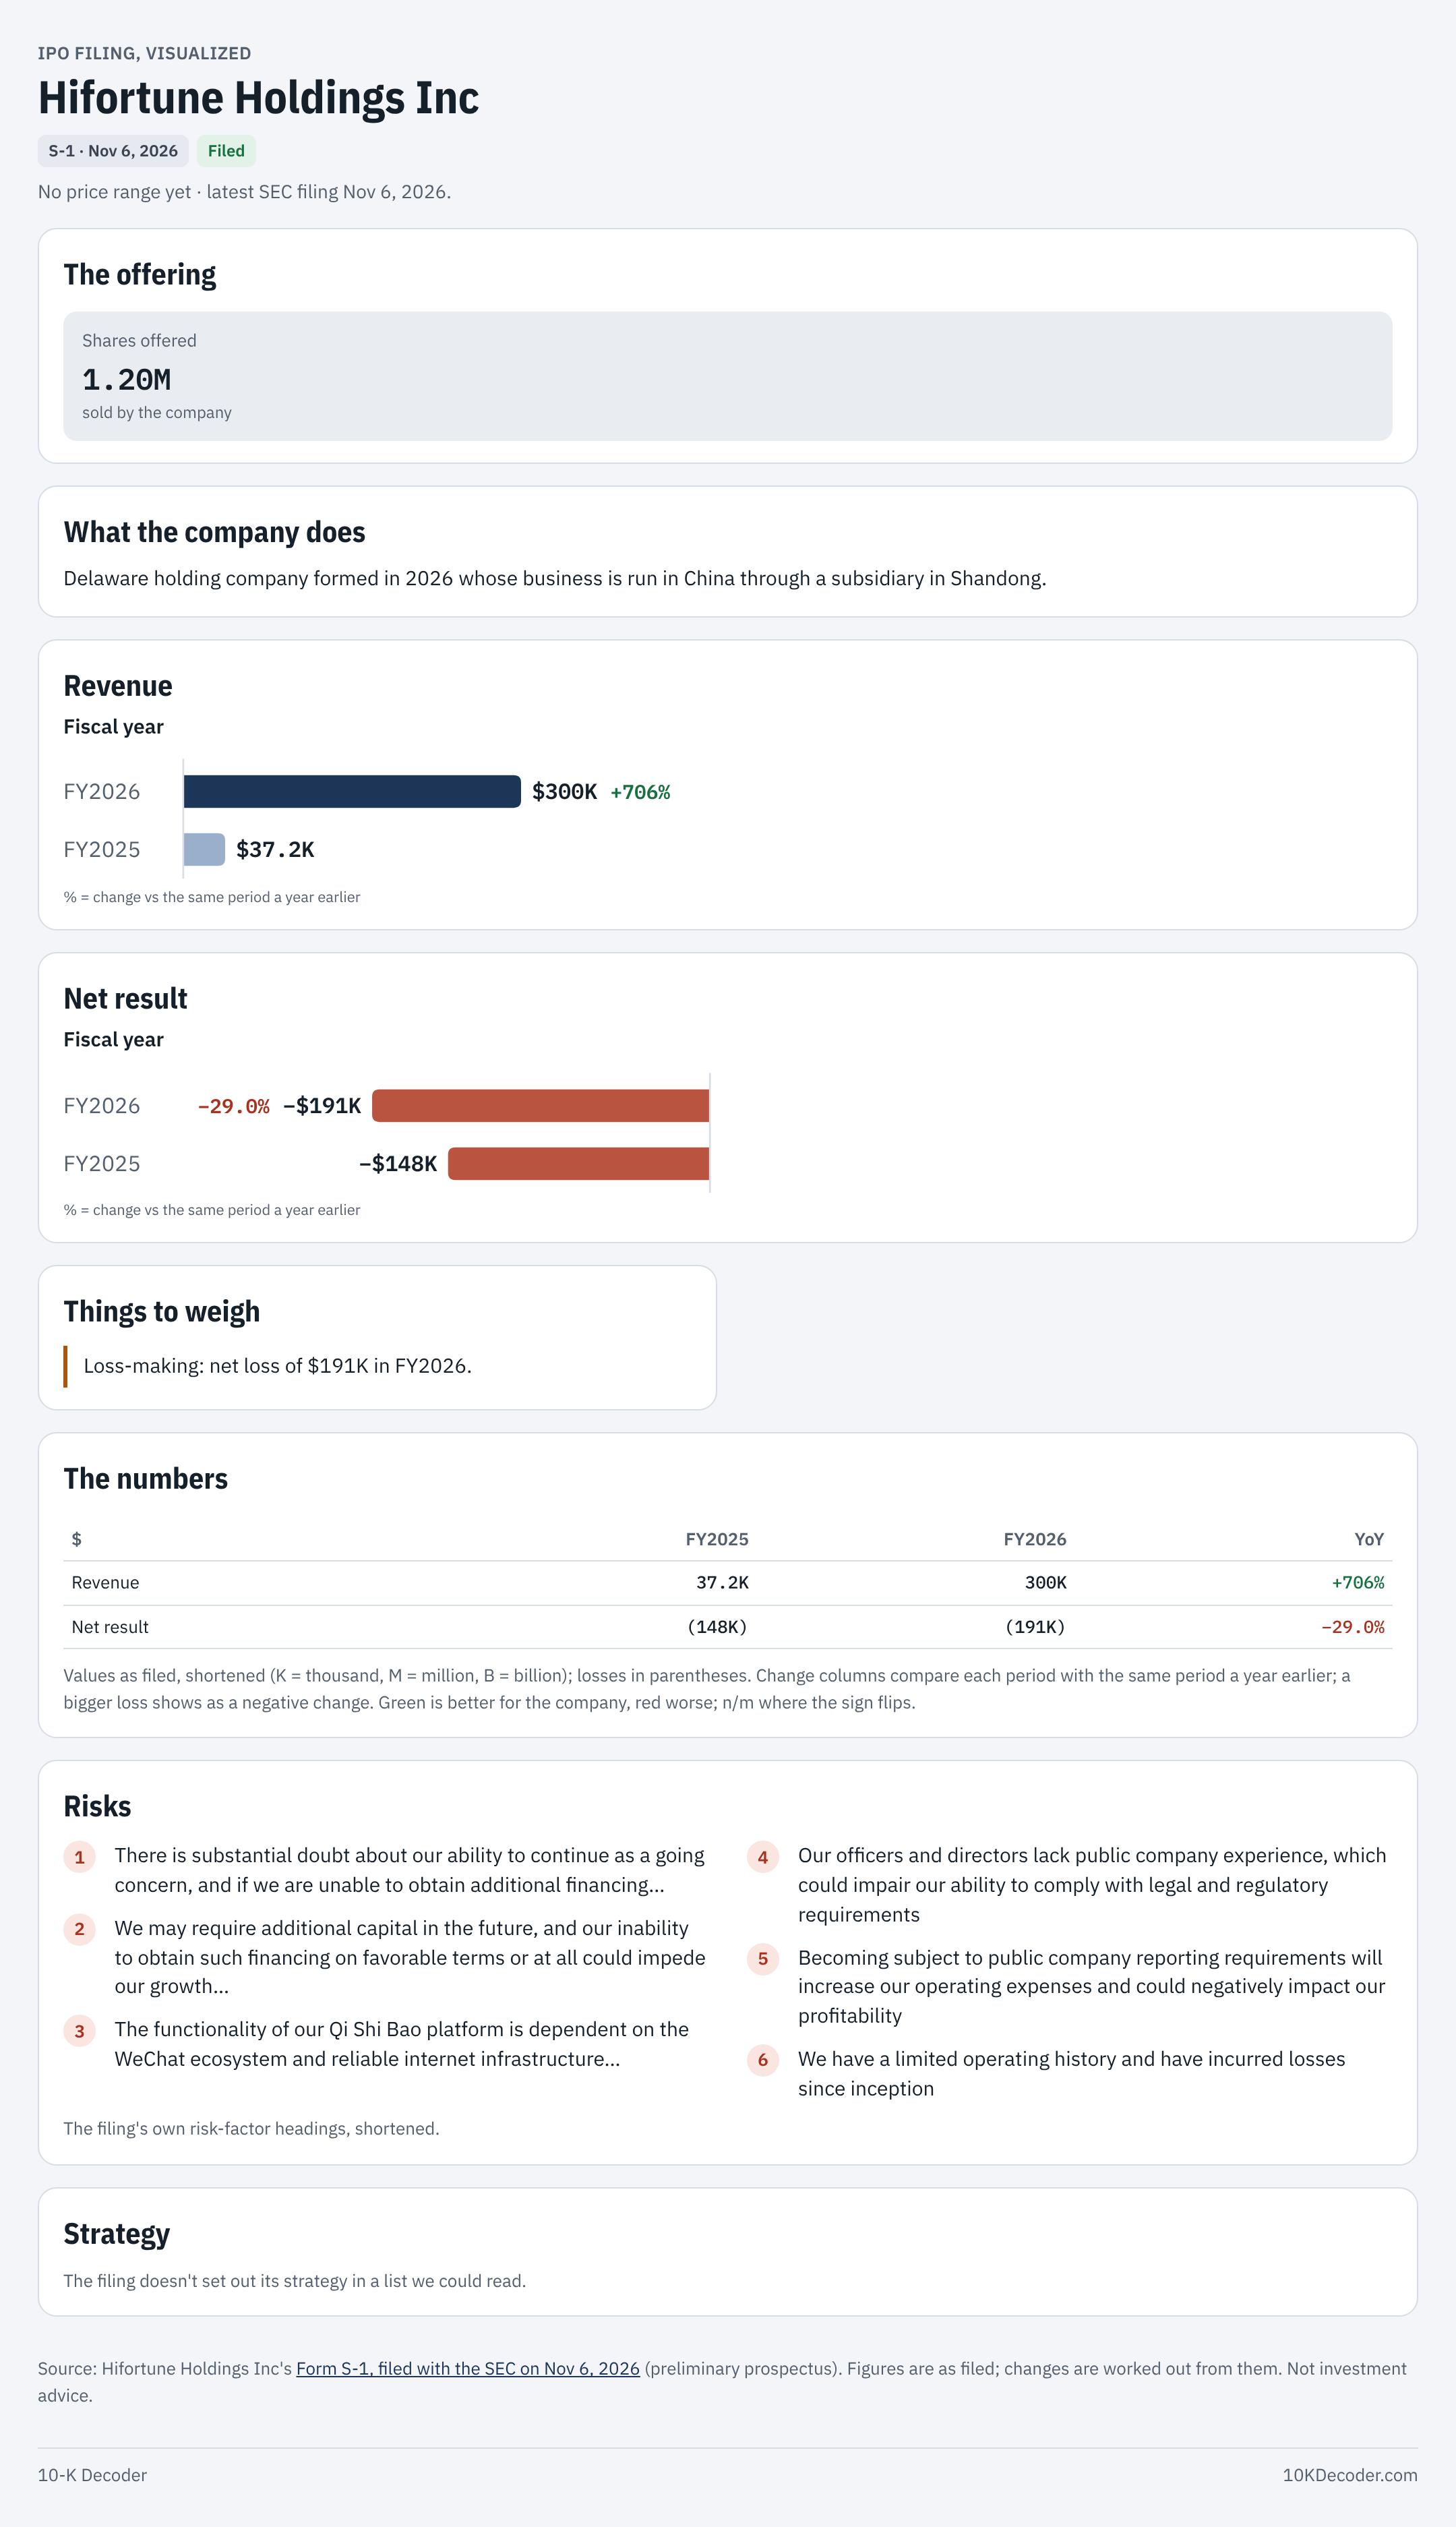 IPO FILING, VISUALIZED
Hifortune Holdings Inc
S-1 · Nov 6, 2026 Filed
No price range yet · latest SEC filing Nov 6, 2026.
The offering
Shares offered
1.20M
sold by the company
What the company does
Delaware holding company formed in 2026 whose business is run in China through a subsidiary in Shandong.
Revenue
Fiscal year
FY2026 $300K +706%
FY2025 $37.2K
% = change vs the same period a year earlier
Net result
Fiscal year
FY2026 −29.0% −$191K
FY2025 −$148K
% = change vs the same period a year earlier
Things to weigh
Loss-making: net loss of $191K in FY2026.
The numbers
$ FY2025 FY2026 YoY
Revenue 37.2K 300K +706%
Net result (148K) (191K) −29.0%
Values as filed, shortened (K = thousand, M = million, B = billion); losses in parentheses. Change columns compare each period with the same period a year earlier; a
bigger loss shows as a negative change. Green is better for the company, red worse; n/m where the sign flips.
Risks
1 There is substantial doubt about our ability to continue as a going
concern, and if we are unable to obtain additional financing…
2 We may require additional capital in the future, and our inability
to obtain such financing on favorable terms or at all could impede
our growth…
3 The functionality of our Qi Shi Bao platform is dependent on the
WeChat ecosystem and reliable internet infrastructure…
4 Our officers and directors lack public company experience, which
could impair our ability to comply with legal and regulatory
requirements
5 Becoming subject to public company reporting requirements will
increase our operating expenses and could negatively impact our
profitability
6 We have a limited operating history and have incurred losses
since inception
The filing's own risk-factor headings, shortened.
Strategy
The filing doesn't set out its strategy in a list we could read.
Source: Hifortune Holdings Inc's Form S-1, filed with the SEC on Nov 6, 2026 (preliminary prospectus). Figures are as filed; changes are worked out from them. Not investment
advice.
10-K Decoder 10KDecoder.com